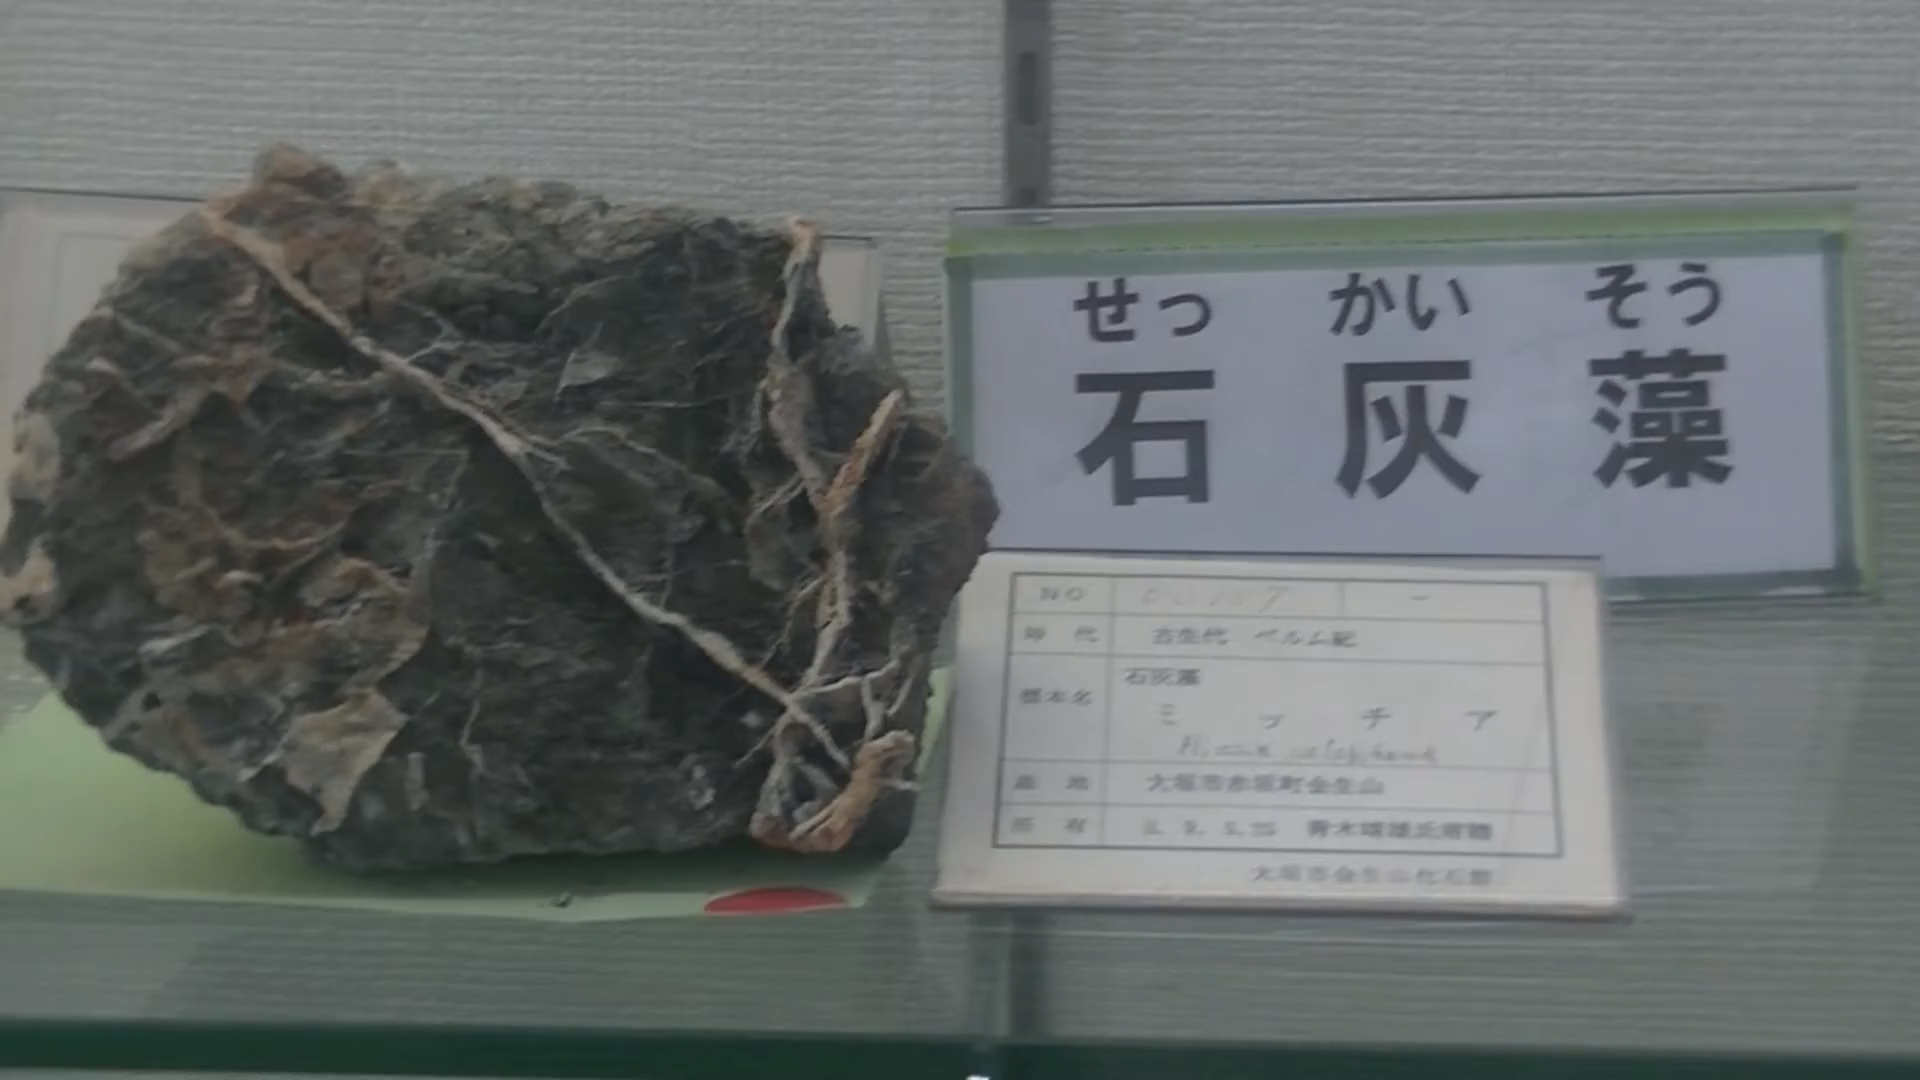 せっ かい そう
石 灰 藻
NO
時 代 古生代 ペルム紀
標本名 石灰藻
ミ ッ チ ア
産 地 大垣市赤坂町金生山
所 有
大垣市金生山化石館